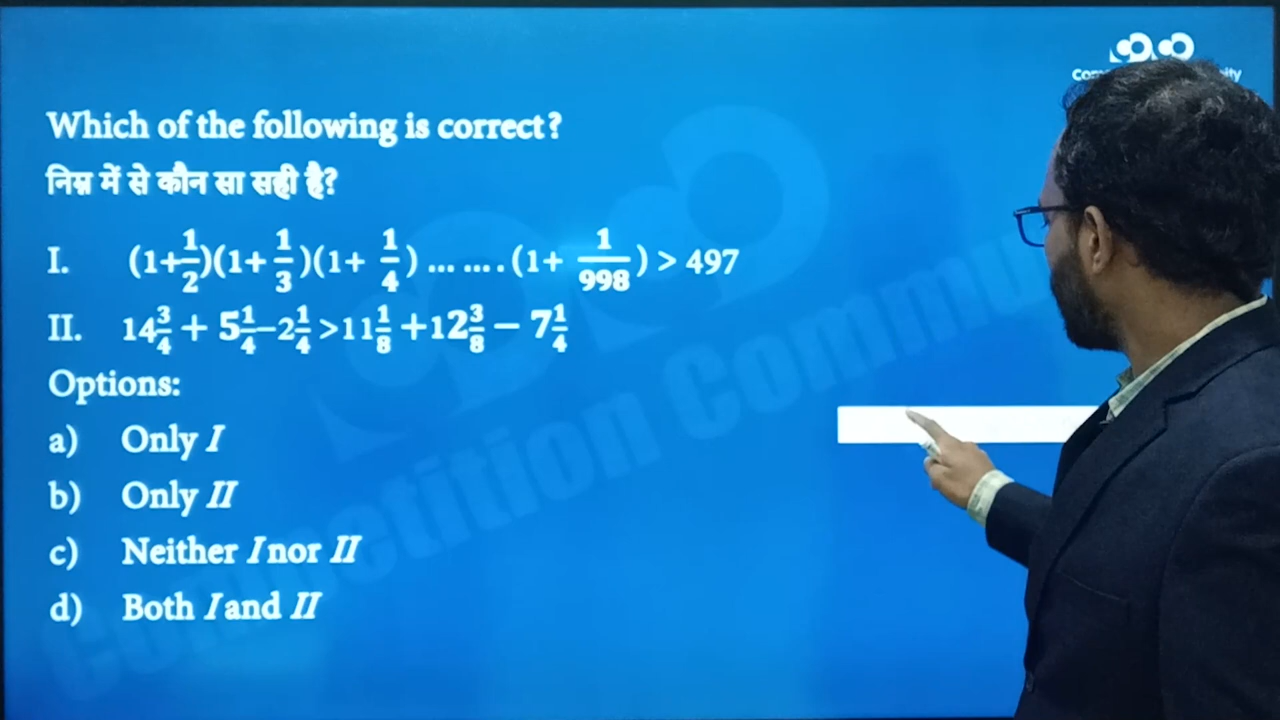 Which of the following is correct?
निम्न में से कौन सा सही है?
I. (1+1/2)(1+ 1/3)(1+ 1/4) ... ... . (1+ 1/998) > 497
II. 14 3/4 + 5 1/4 − 2 1/4 > 11 1/8 + 12 3/8 − 7 1/4
Options:
a) Only I
b) Only II
c) Neither I nor II
d) Both I and II